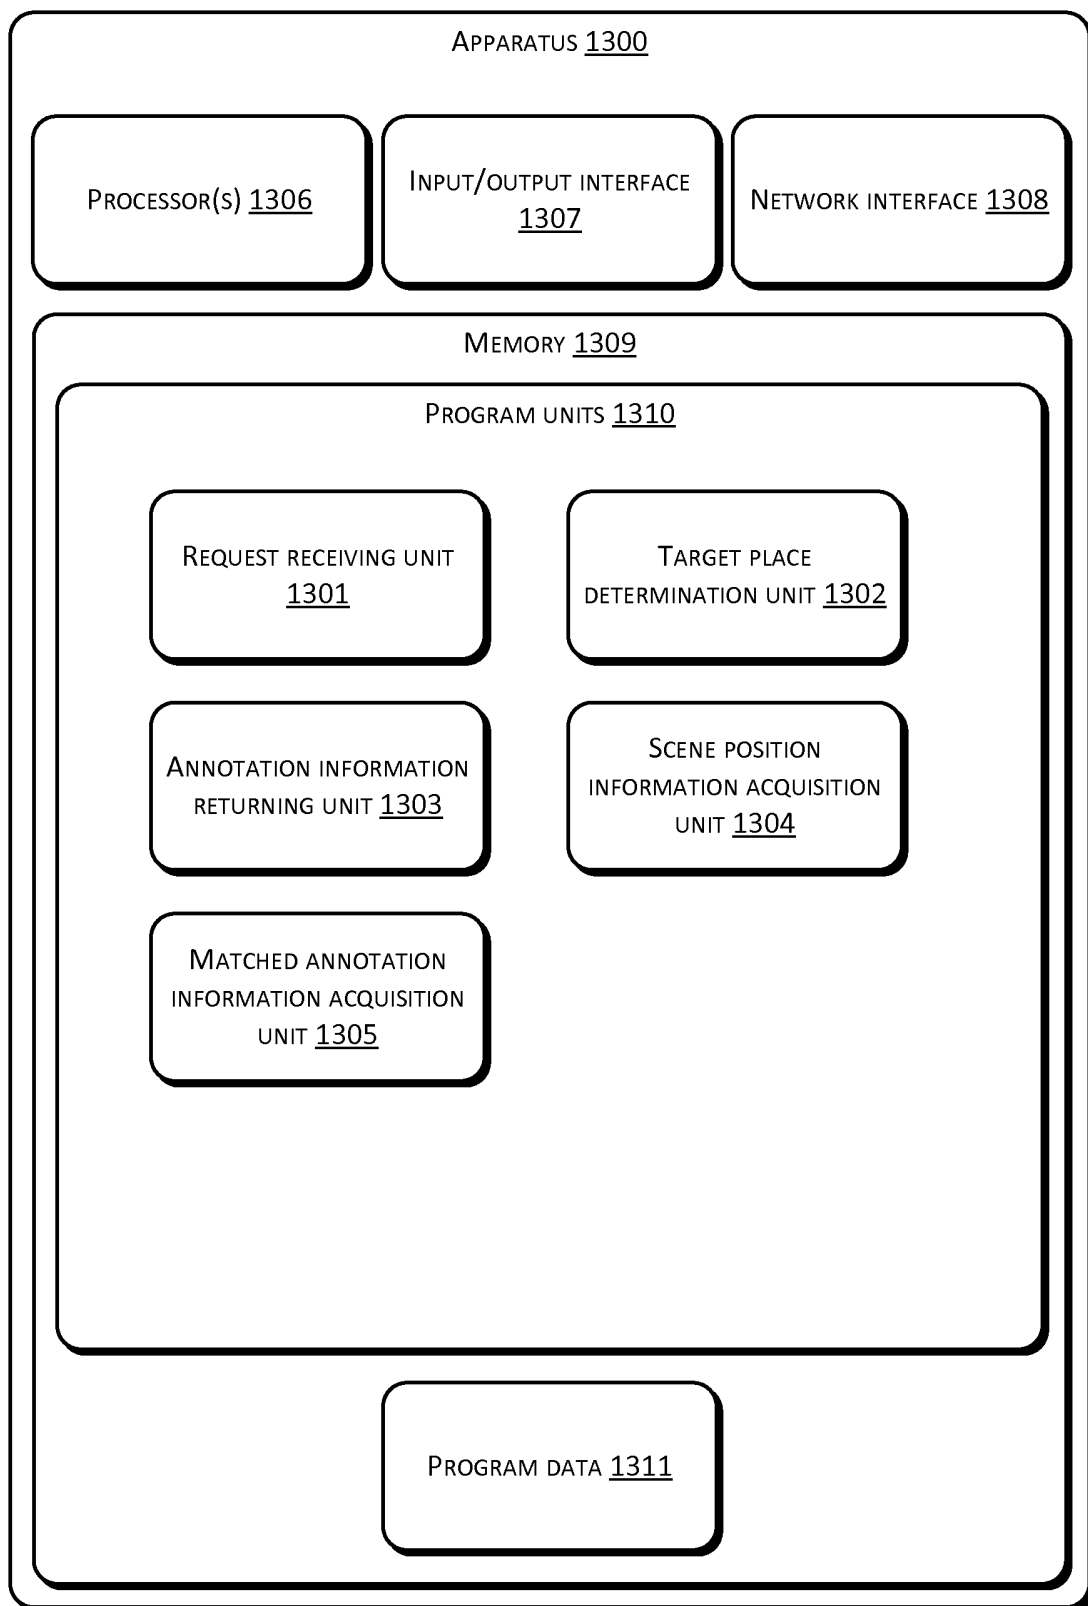 APPARATUS 1300
PROCESSOR(S) 1306
INPUT/OUTPUT INTERFACE
1307
NETWORK INTERFACE 1308
MEMORY 1309
PROGRAM UNITS 1310
REQUEST RECEIVING UNIT
1301
TARGET PLACE
DETERMINATION UNIT 1302
ANNOTATION INFORMATION
RETURNING UNIT 1303
SCENE POSITION
INFORMATION ACQUISITION
UNIT 1304
MATCHED ANNOTATION
INFORMATION ACQUISITION
UNIT 1305
PROGRAM DATA 1311